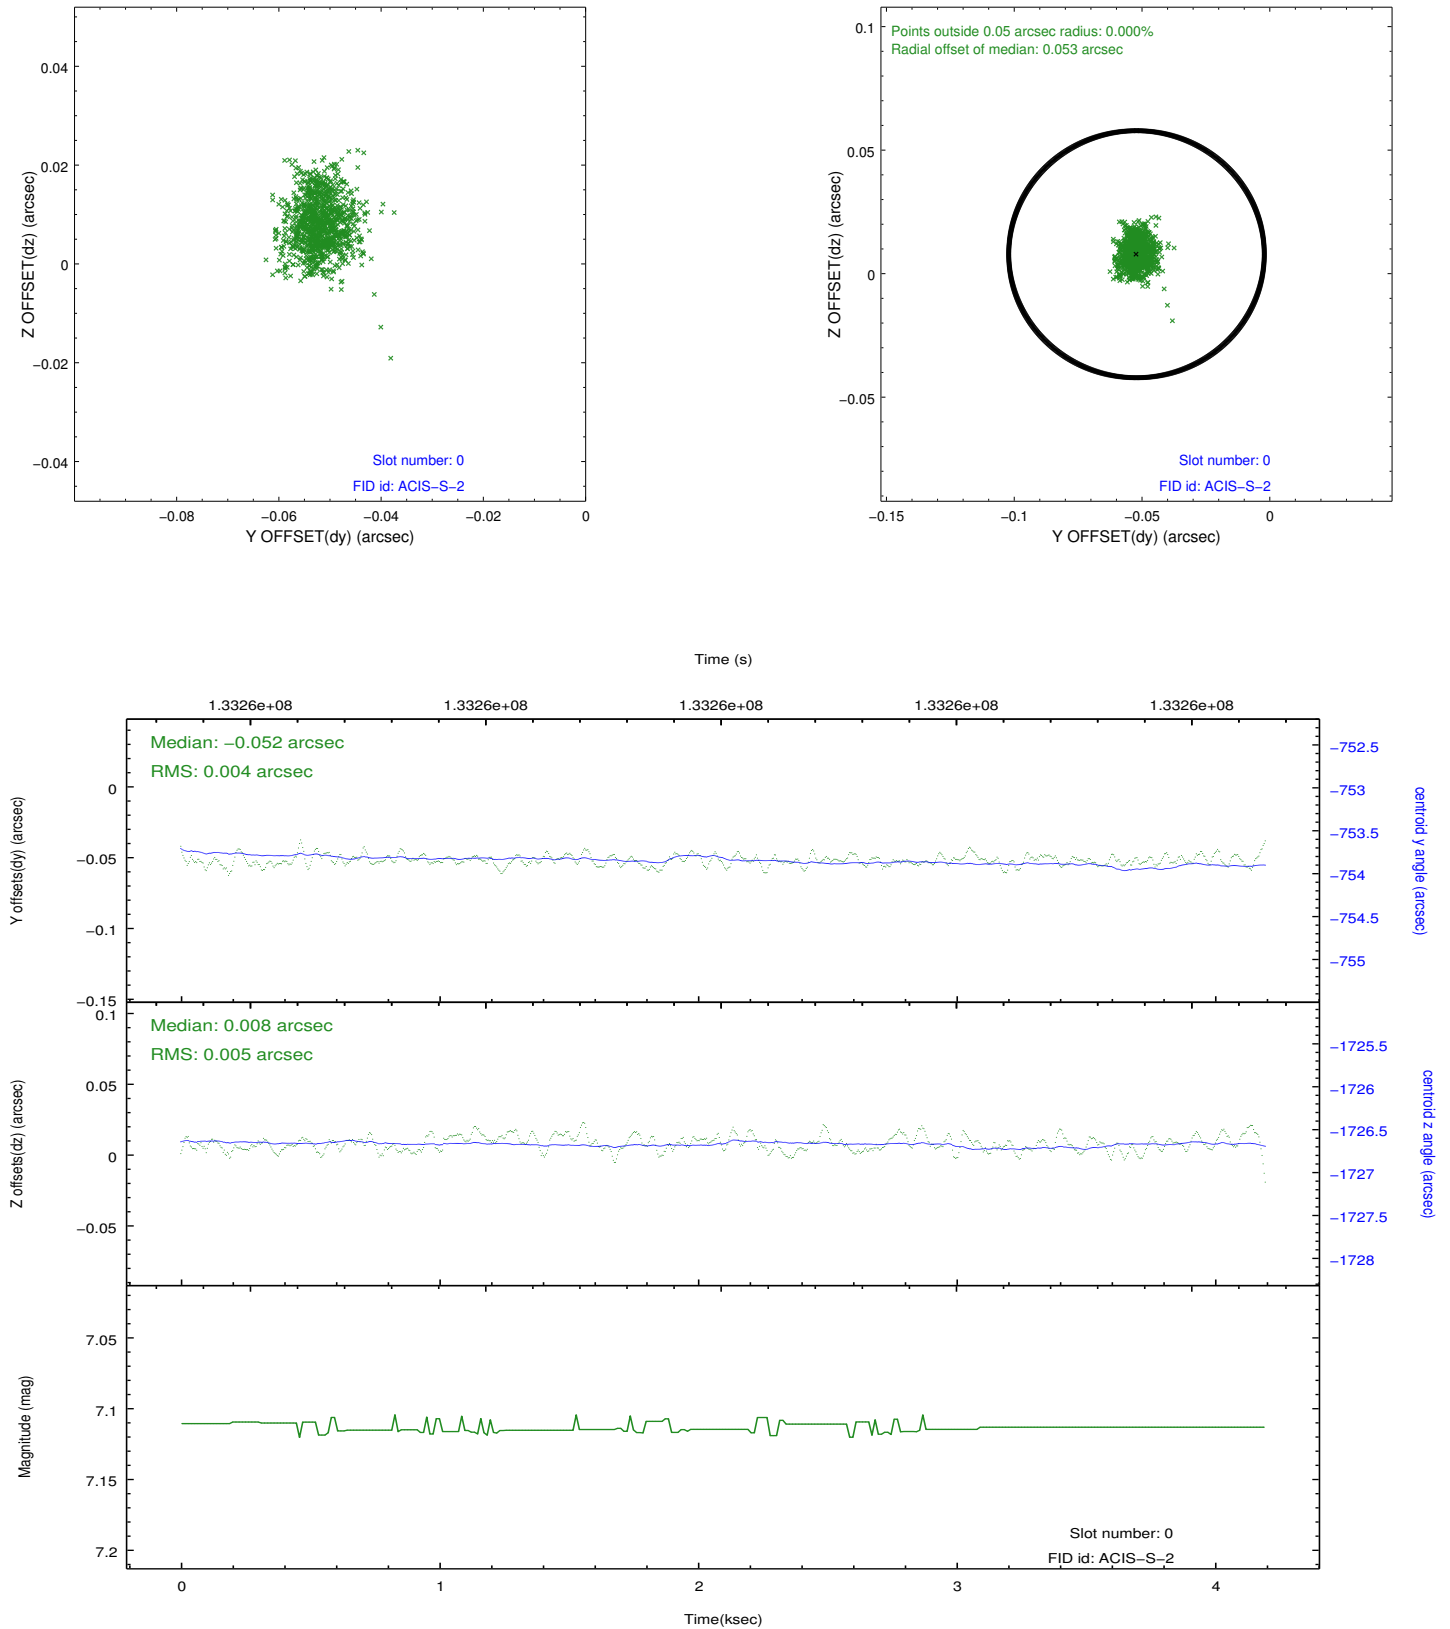 0.04
0.02
0
−0.02
−0.04
Z OFFSET(dz) (arcsec)
Slot number: 0
FID id: ACIS−S−2
−0.08
−0.06
−0.04
−0.02
0
Y OFFSET(dy) (arcsec)
Points outside 0.05 arcsec radius: 0.000%
Radial offset of median: 0.053 arcsec
0.1
0.05
0
−0.05
Z OFFSET(dz) (arcsec)
Slot number: 0
FID id: ACIS−S−2
−0.15
−0.1
−0.05
0
Y OFFSET(dy) (arcsec)
Time (s)
1.3326e+08
1.3326e+08
1.3326e+08
1.3326e+08
1.3326e+08
Median: −0.052 arcsec
RMS: 0.004 arcsec
0
−0.05
−0.1
−0.15
Y offsets(dy) (arcsec)
−752.5
−753
−753.5
−754
−754.5
−755
centroid y angle (arcsec)
Median: 0.008 arcsec
RMS: 0.005 arcsec
0.1
0.05
0
−0.05
Z offsets(dz) (arcsec)
−1725.5
−1726
−1726.5
−1727
−1727.5
−1728
centroid z angle (arcsec)
7.05
7.1
7.15
7.2
Magnitude (mag)
Slot number: 0
FID id: ACIS−S−2
0
1
2
3
4
Time(ksec)